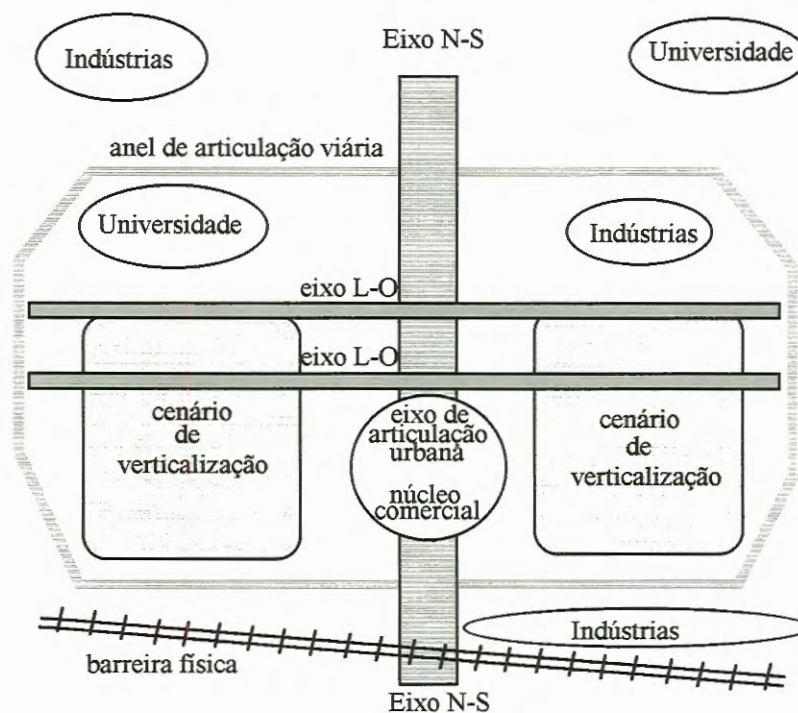 Eixo N-S
Indústrias
Universidade
anel de articulação viária
Universidade
Indústrias
eixo L-O
eixo L-O
cenário
de
verticalização
eixo de
articulação
urbana
núcleo
comercial
cenário
de
verticalização
Indústrias
barreira física
Eixo N-S